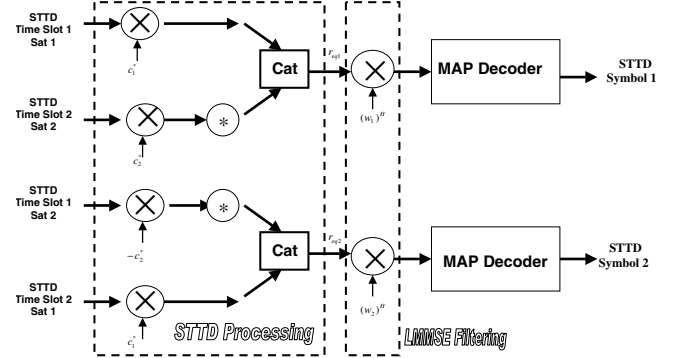 STTD
Time Slot 1
Sat 1
c₁*
Cat
r_eq1
(w₁)^H
MAP Decoder
STTD
Symbol 1
STTD
Time Slot 2
Sat 2
c₂*
*
STTD
Time Slot 1
Sat 2
-c₂*
*
Cat
r_eq2
(w₂)^H
MAP Decoder
STTD
Symbol 2
STTD
Time Slot 2
Sat 1
c₁*
STTD Processing
LMMSE Filtering